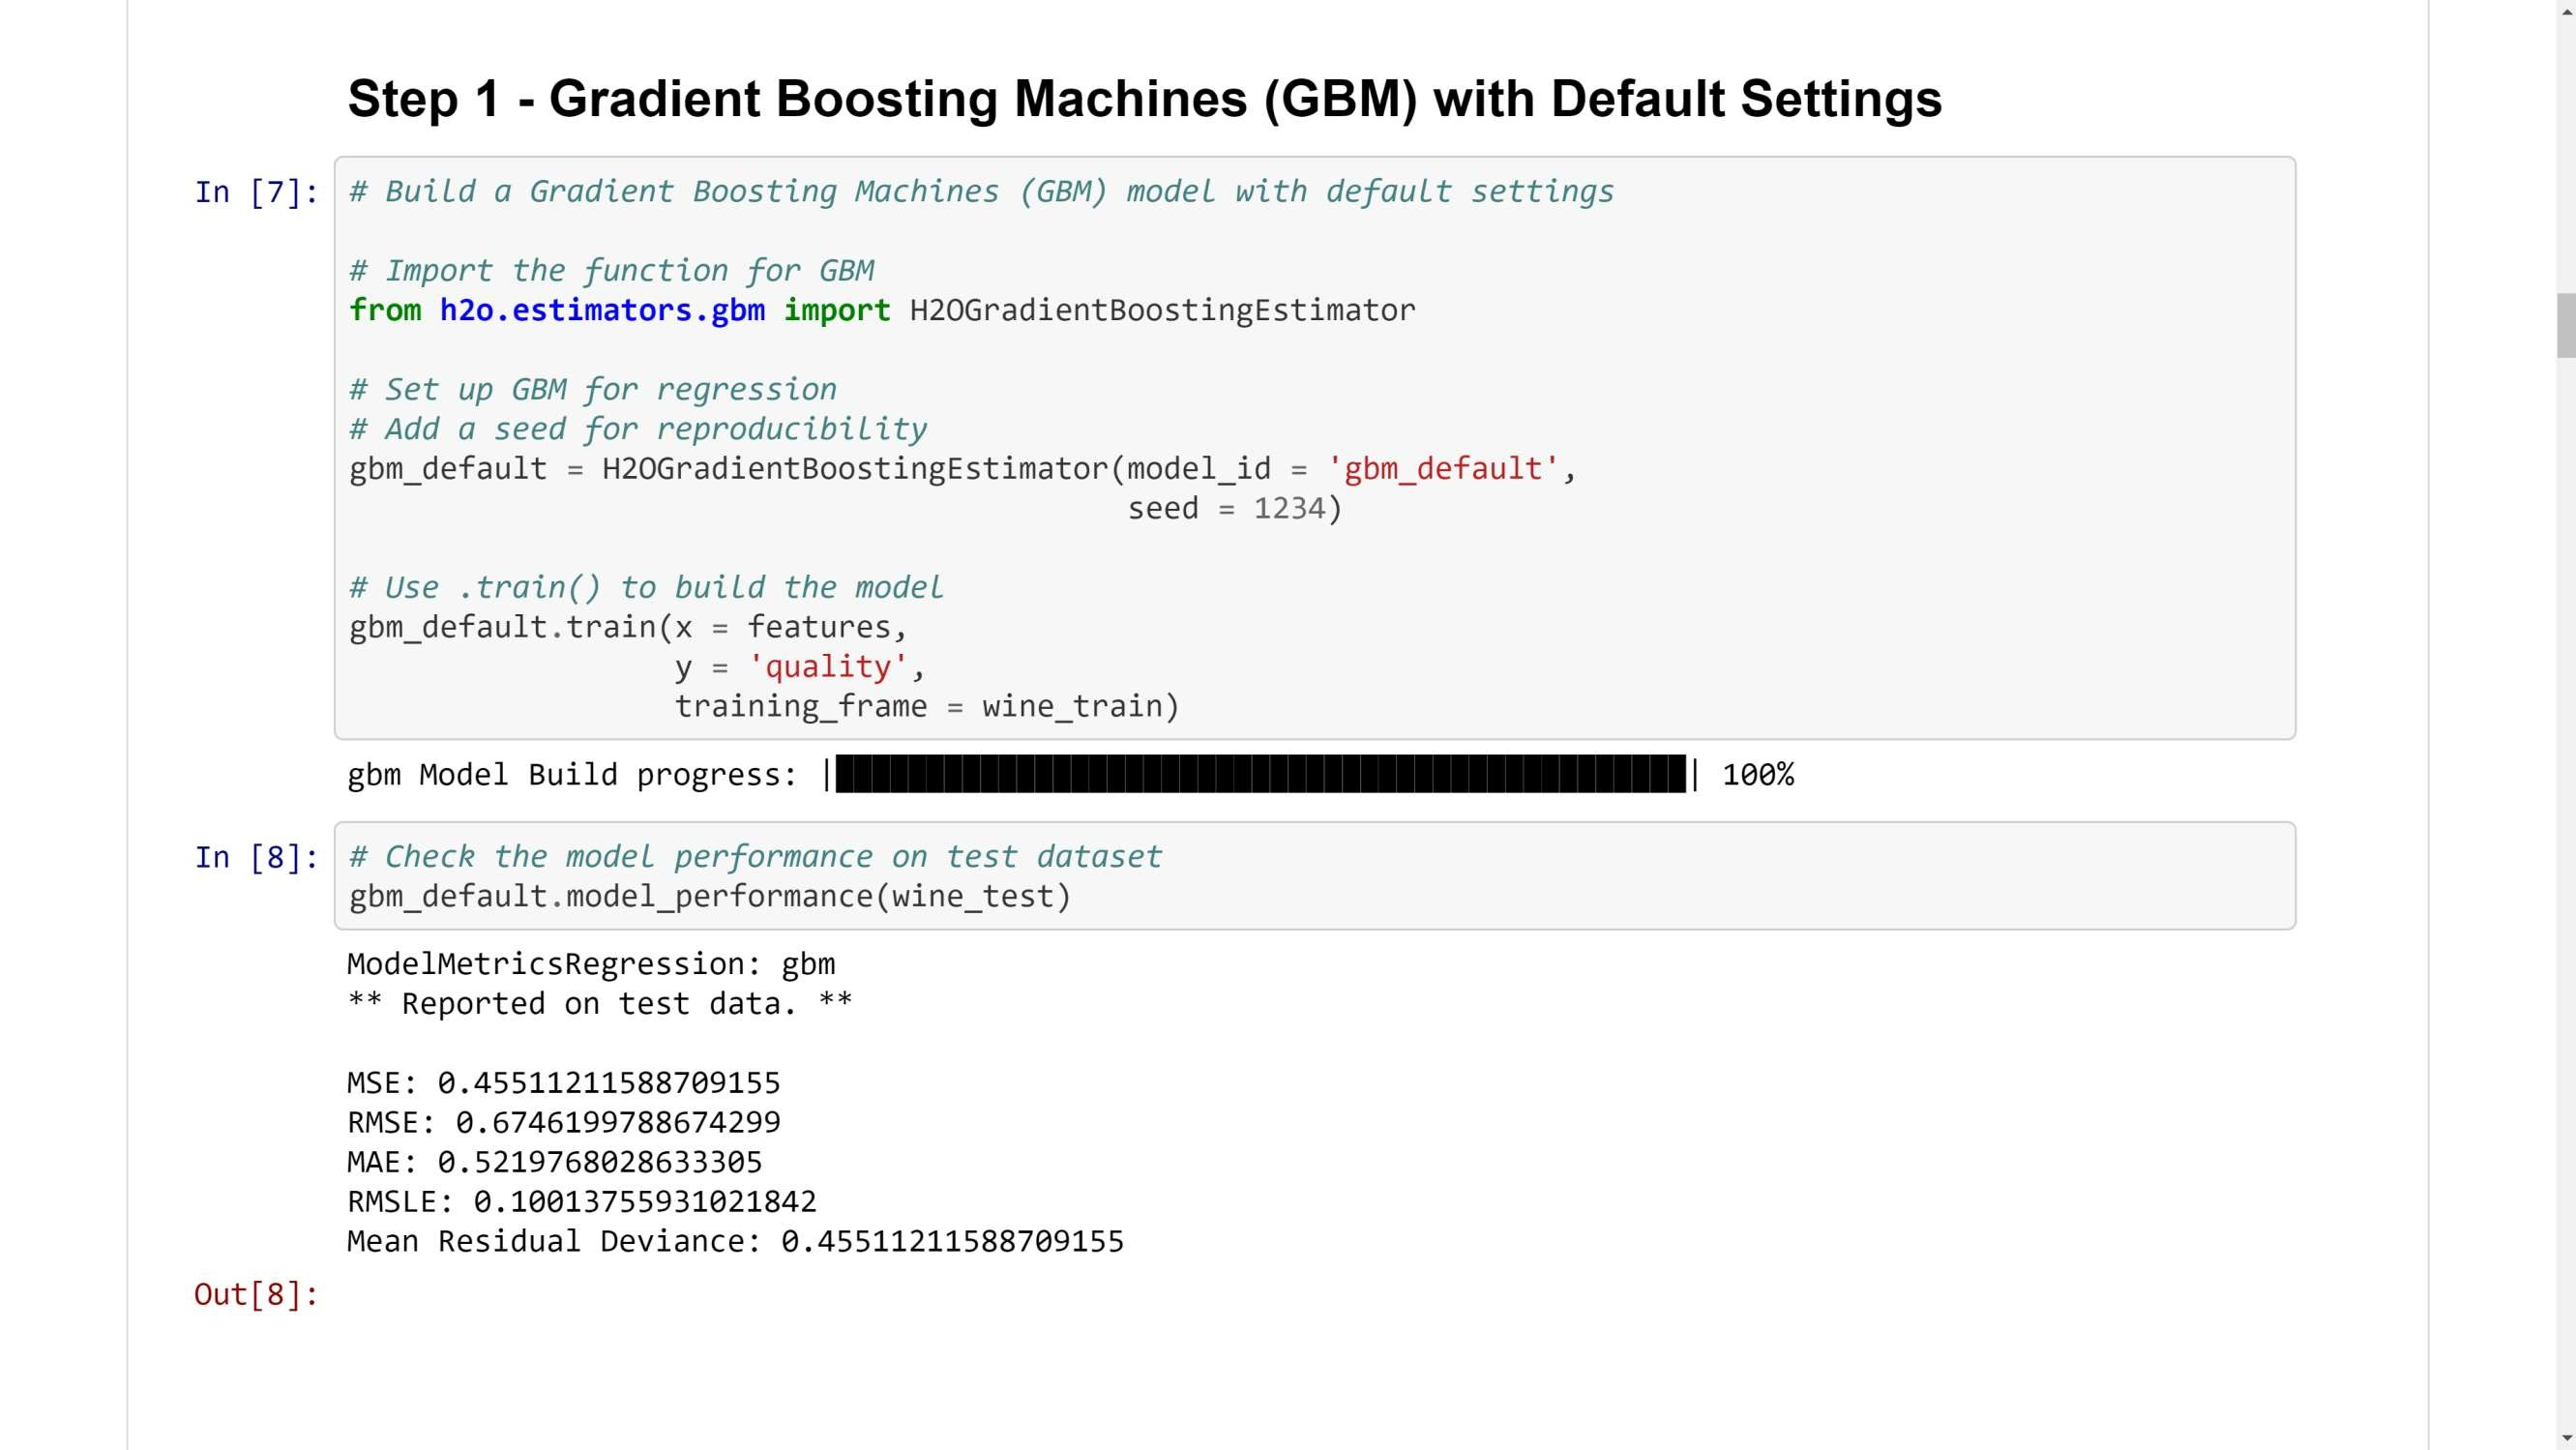 Step 1 - Gradient Boosting Machines (GBM) with Default Settings
In [7]: # Build a Gradient Boosting Machines (GBM) model with default settings
# Import the function for GBM
from h2o.estimators.gbm import H2OGradientBoostingEstimator
# Set up GBM for regression
# Add a seed for reproducibility
gbm_default = H2OGradientBoostingEstimator(model_id = 'gbm_default',
seed = 1234)
# Use .train() to build the model
gbm_default.train(x = features,
y = 'quality',
training_frame = wine_train)
gbm Model Build progress: |███████████████████████████████████████████████| 100%
In [8]: # Check the model performance on test dataset
gbm_default.model_performance(wine_test)
ModelMetricsRegression: gbm
** Reported on test data. **
MSE: 0.45511211588709155
RMSE: 0.6746199788674299
MAE: 0.5219768028633305
RMSLE: 0.10013755931021842
Mean Residual Deviance: 0.45511211588709155
Out[8]: